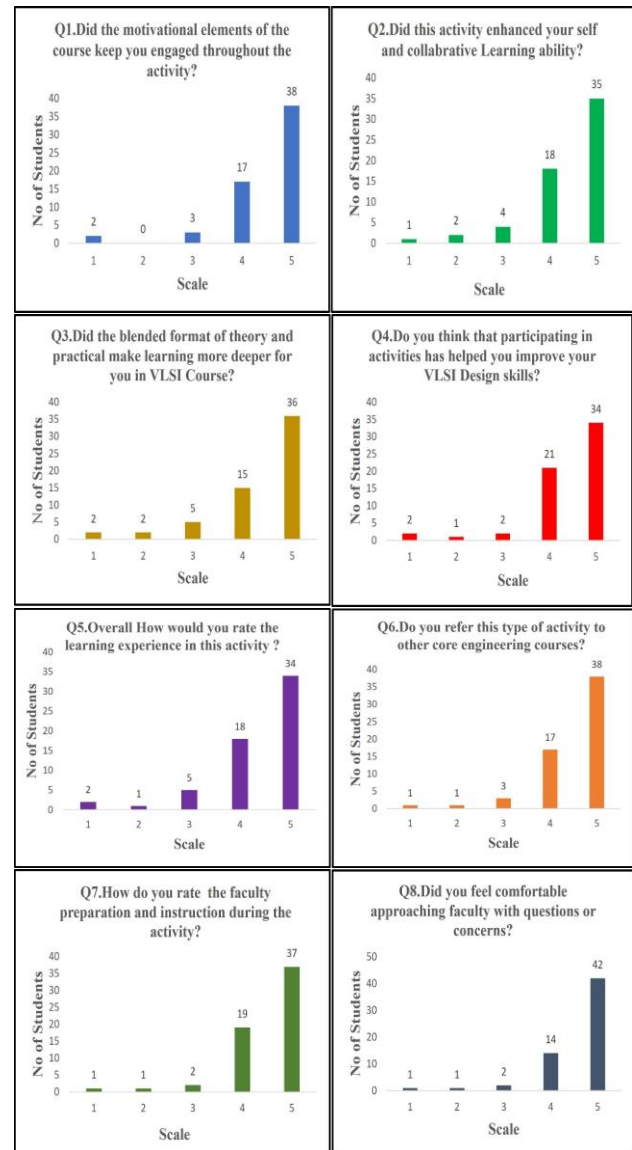 Q1.Did the motivational elements of the
course keep you engaged throughout the
activity?
No of Students
40
35
30
25
20
15
10
5
0
2
0
3
17
38
1 2 3 4 5
Scale
Q2.Did this activity enhanced your self
and collabrative Learning ability?
No of Students
40
35
30
25
20
15
10
5
0
1
2
4
18
35
1 2 3 4 5
Scale
Q3.Did the blended format of theory and
practical make learning more deeper for
you in VLSI Course?
No of Students
40
35
30
25
20
15
10
5
0
2
2
5
15
36
1 2 3 4 5
Scale
Q4.Do you think that participating in
activities has helped you improve your
VLSI Design skills?
No of Students
40
35
30
25
20
15
10
5
0
2
1
2
21
34
1 2 3 4 5
Scale
Q5.Overall How would you rate the
learning experience in this activity ?
No of Students
40
35
30
25
20
15
10
5
0
2
1
5
18
34
1 2 3 4 5
Scale
Q6.Do you refer this type of activity to
other core engineering courses?
No of Students
40
35
30
25
20
15
10
5
0
1
1
3
17
38
1 2 3 4 5
Scale
Q7.How do you rate the faculty
preparation and instruction during the
activity?
No of Students
40
35
30
25
20
15
10
5
0
1
1
2
19
37
1 2 3 4 5
Scale
Q8.Did you feel comfortable
approaching faculty with questions or
concerns?
No of Students
50
40
30
20
10
0
1
1
2
14
42
1 2 3 4 5
Scale